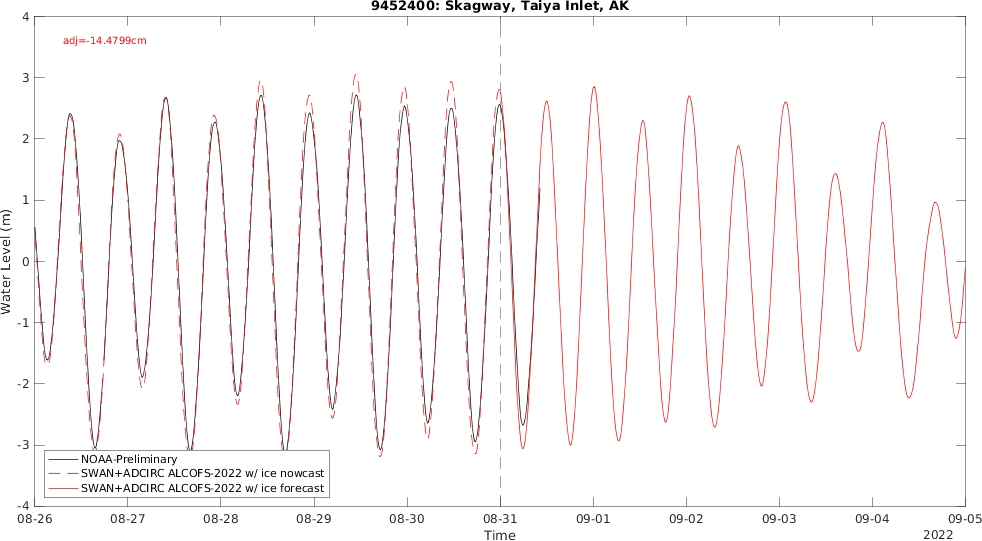 9452400: Skagway, Taiya Inlet, AK
adj=-14.4799cm
Water Level (m)
4
3
2
1
0
-1
-2
-3
-4
NOAA-Preliminary
SWAN+ADCIRC ALCOFS-2022 w/ ice nowcast
SWAN+ADCIRC ALCOFS-2022 w/ ice forecast
08-26 08-27 08-28 08-29 08-30 08-31 09-01 09-02 09-03 09-04 09-05
Time
2022